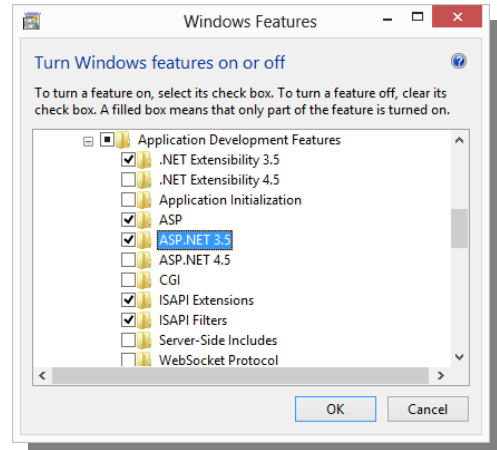 Windows Features
Turn Windows features on or off
To turn a feature on, select its check box. To turn a feature off, clear its
check box. A filled box means that only part of the feature is turned on.
Application Development Features
.NET Extensibility 3.5
.NET Extensibility 4.5
Application Initialization
ASP
ASP.NET 3.5
ASP.NET 4.5
CGI
ISAPI Extensions
ISAPI Filters
Server-Side Includes
WebSocket Protocol
OK Cancel